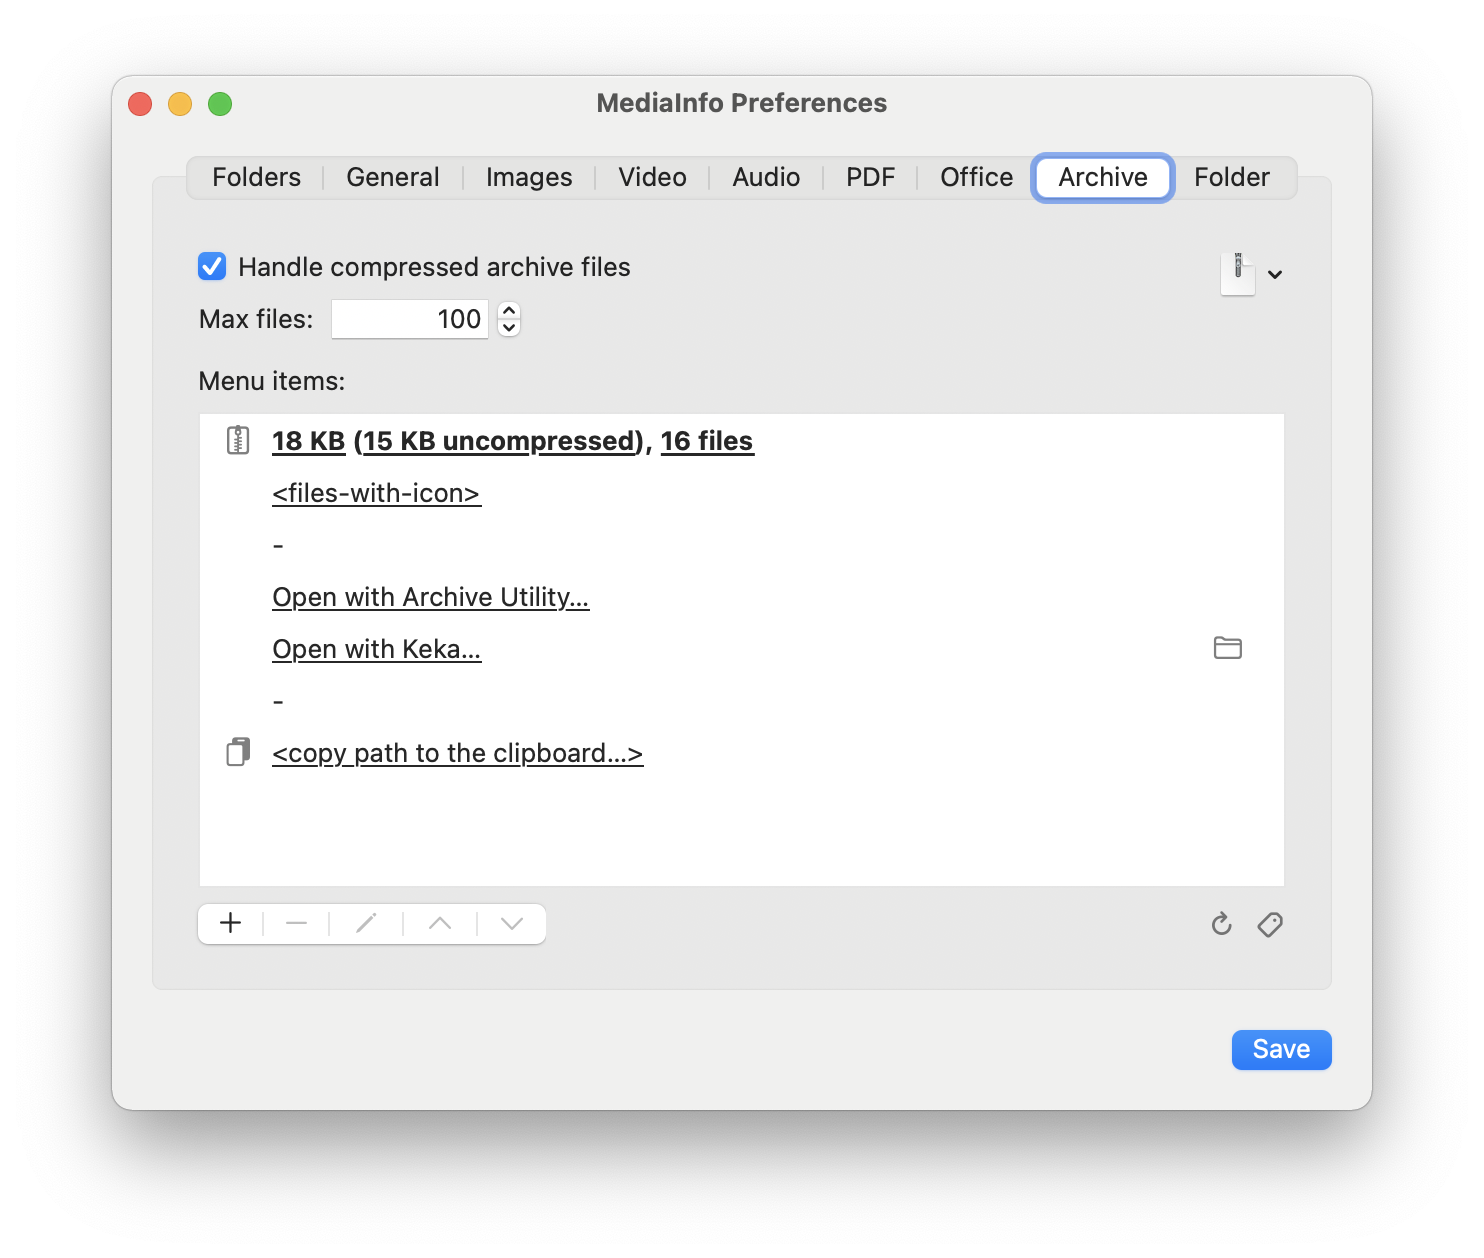 MediaInfo Preferences
Folders General Images Video Audio PDF Office Archive Folder
Handle compressed archive files
Max files: 100
Menu items:
18 KB (15 KB uncompressed), 16 files
<files-with-icon>
-
Open with Archive Utility...
Open with Keka...
-
<copy path to the clipboard...>
Save